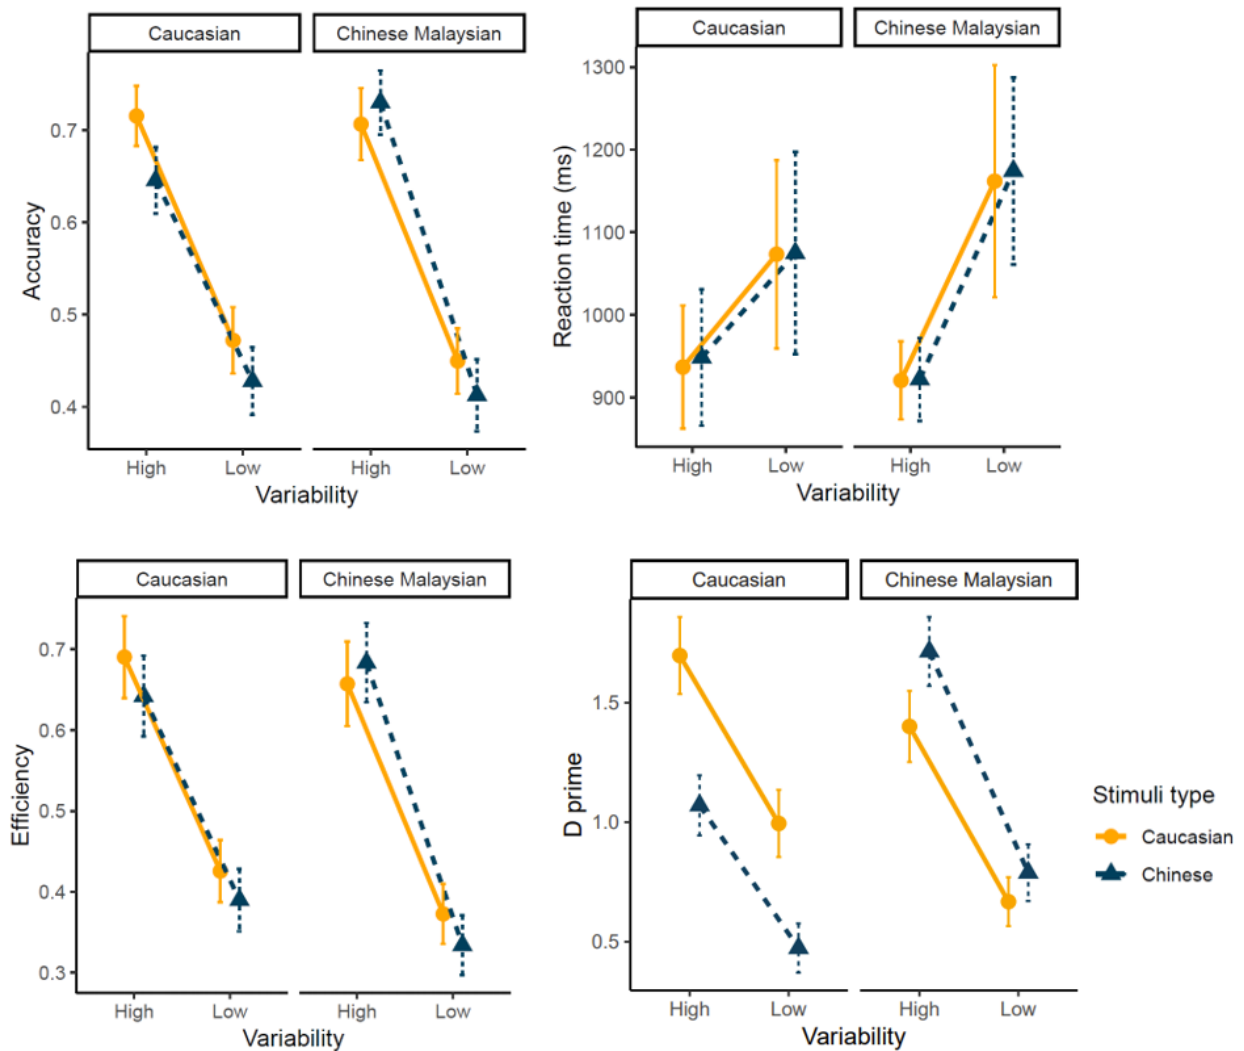 Caucasian
Chinese Malaysian
Accuracy
0.7
0.6
0.5
0.4
High
Low
High
Low
Variability
Caucasian
Chinese Malaysian
Reaction time (ms)
1300
1200
1100
1000
900
High
Low
High
Low
Variability
Caucasian
Chinese Malaysian
Efficiency
0.7
0.6
0.5
0.4
0.3
High
Low
High
Low
Variability
Caucasian
Chinese Malaysian
D prime
1.5
1.0
0.5
High
Low
High
Low
Variability
Stimuli type
Caucasian
Chinese